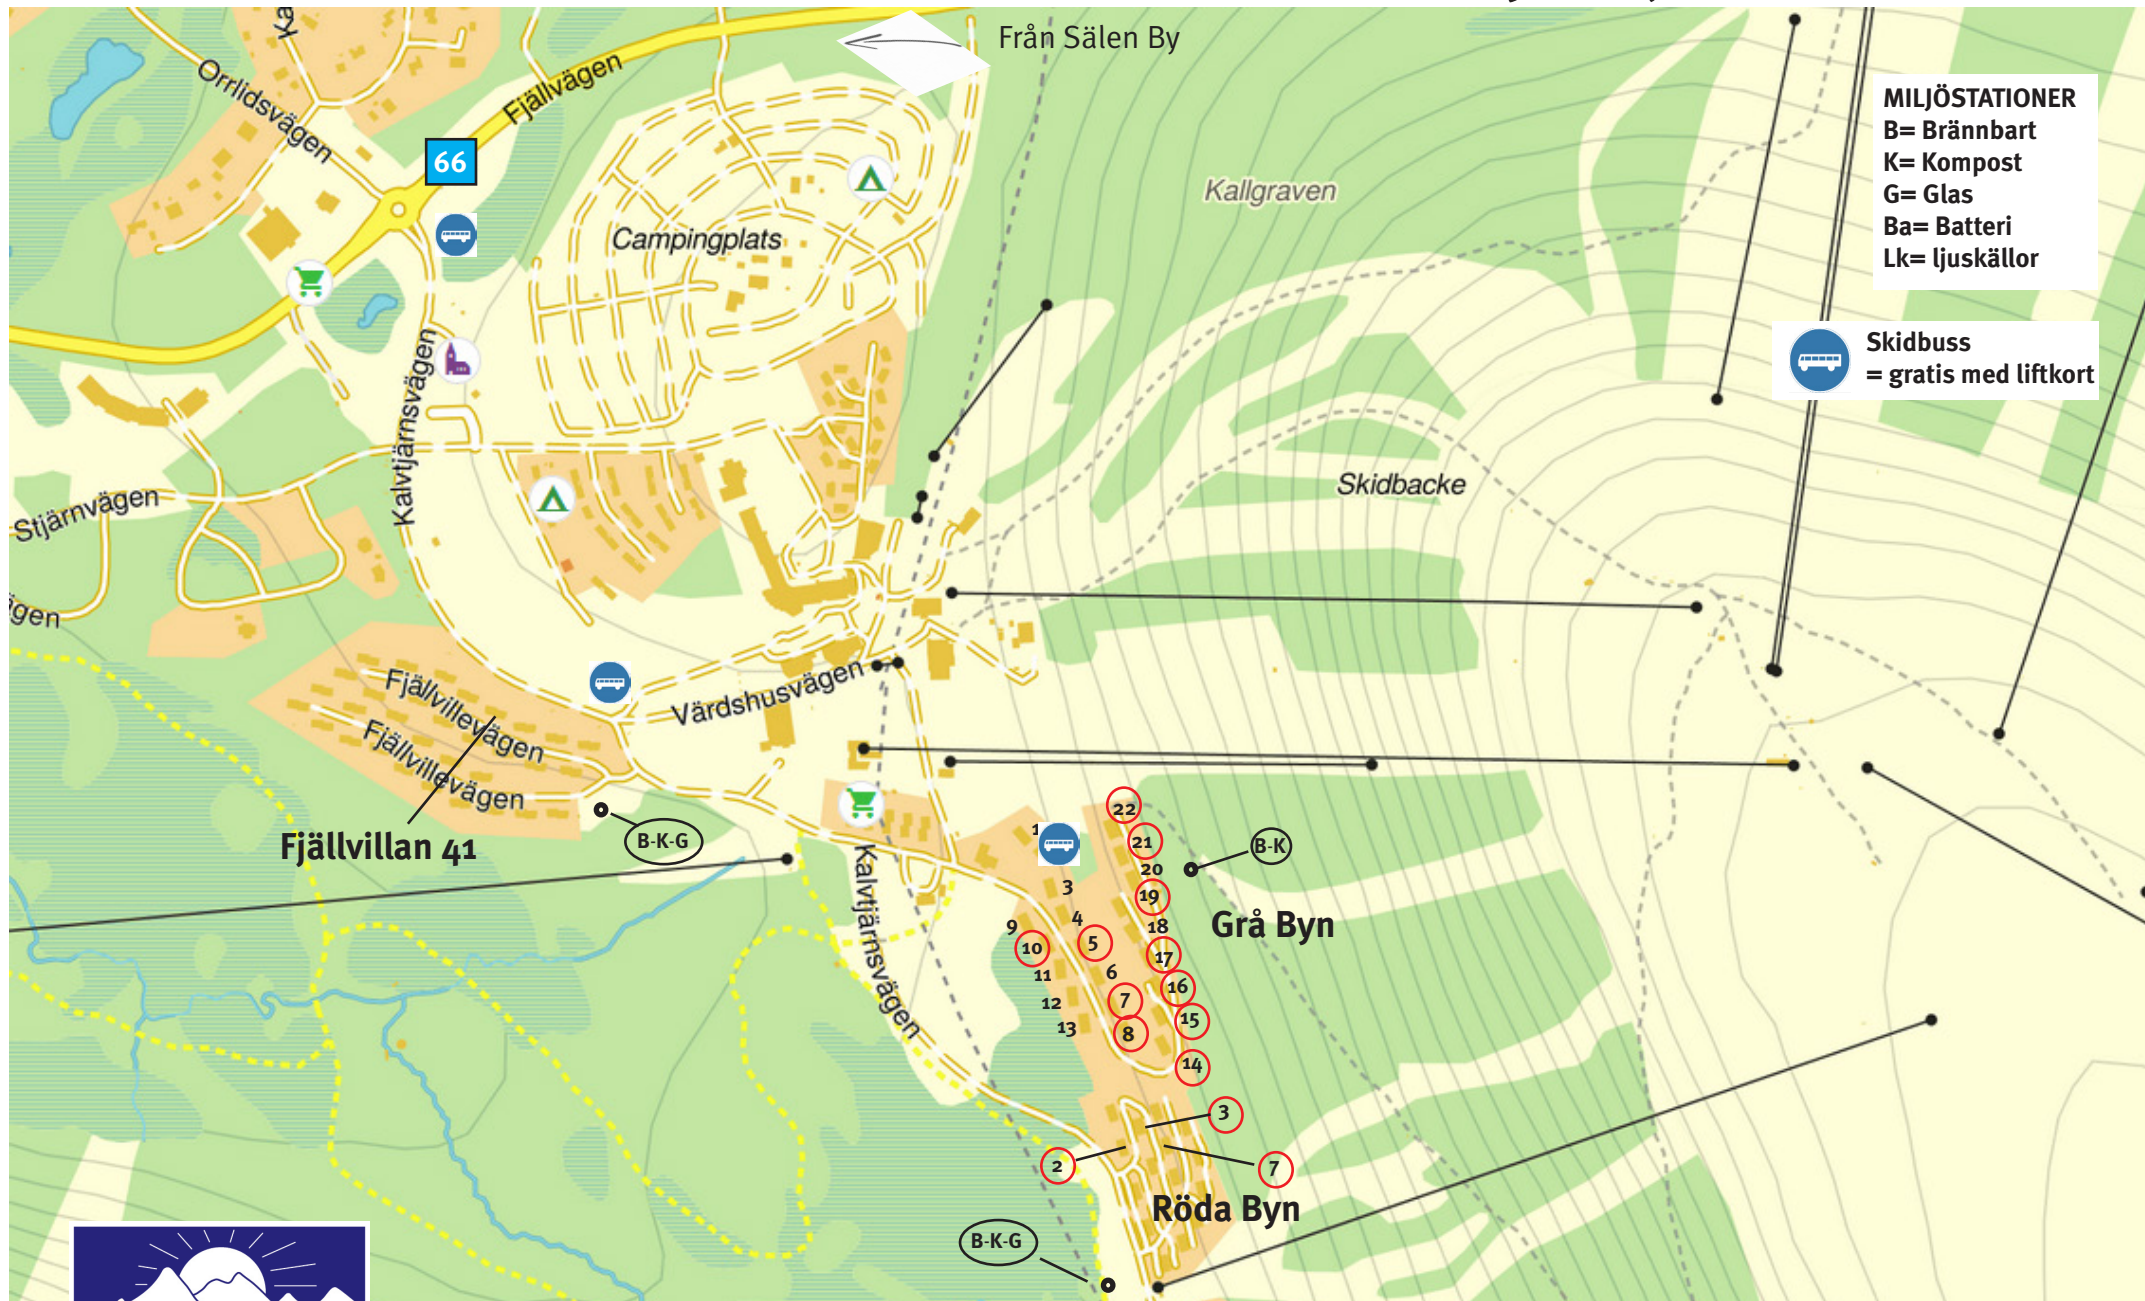 Från Sälen By
Orrlidsvägen
Fjällvägen
66
MILJÖSTATIONER
B= Brännbart
K= Kompost
G= Glas
Ba= Batteri
Lk= ljuskällor
Kallgraven
Campingplats
Skidbuss
= gratis med liftkort
Kalvtjärnsvägen
Skidbacke
Stjärnvägen
Fjällvillevägen
Fjällvillevägen
Värdshusvägen
Fjällvillan 41
B-K-G
Kalvtjärnsvägen
22
21
20
B-K
19
18
17
16
15
14
Grå Byn
1
3
4
5
6
7
8
9
10
11
12
13
3
2
7
Röda Byn
B-K-G